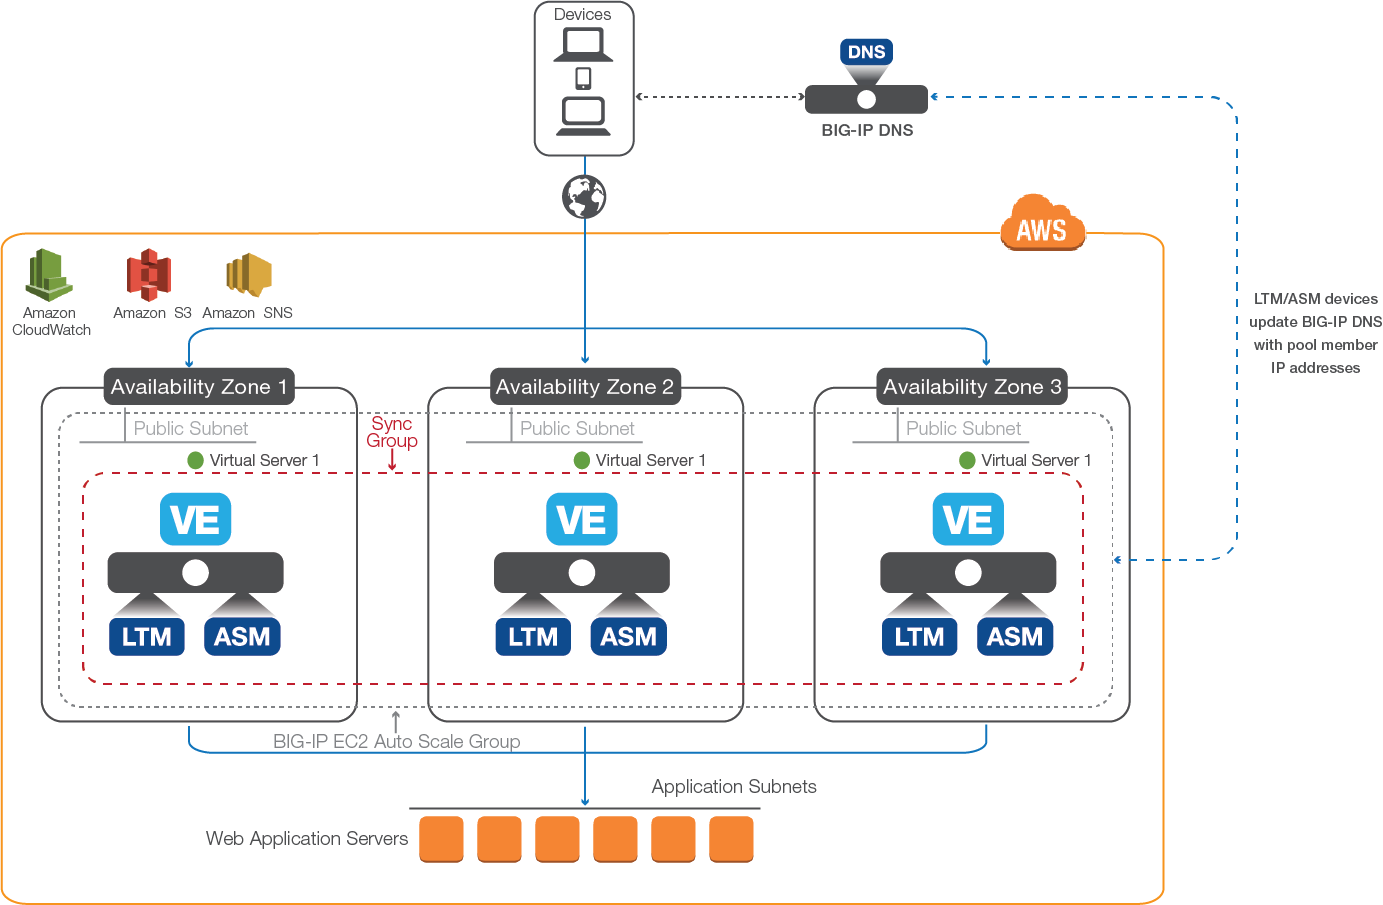 Devices
DNS
BIG-IP DNS
AWS
Amazon
CloudWatch
Amazon S3
Amazon SNS
LTM/ASM devices
update BIG-IP DNS
with pool member
IP addresses
Availability Zone 1
Availability Zone 2
Availability Zone 3
Public Subnet
Sync
Group
Public Subnet
Public Subnet
Virtual Server 1
Virtual Server 1
Virtual Server 1
VE
VE
VE
LTM
ASM
LTM
ASM
LTM
ASM
BIG-IP EC2 Auto Scale Group
Application Subnets
Web Application Servers